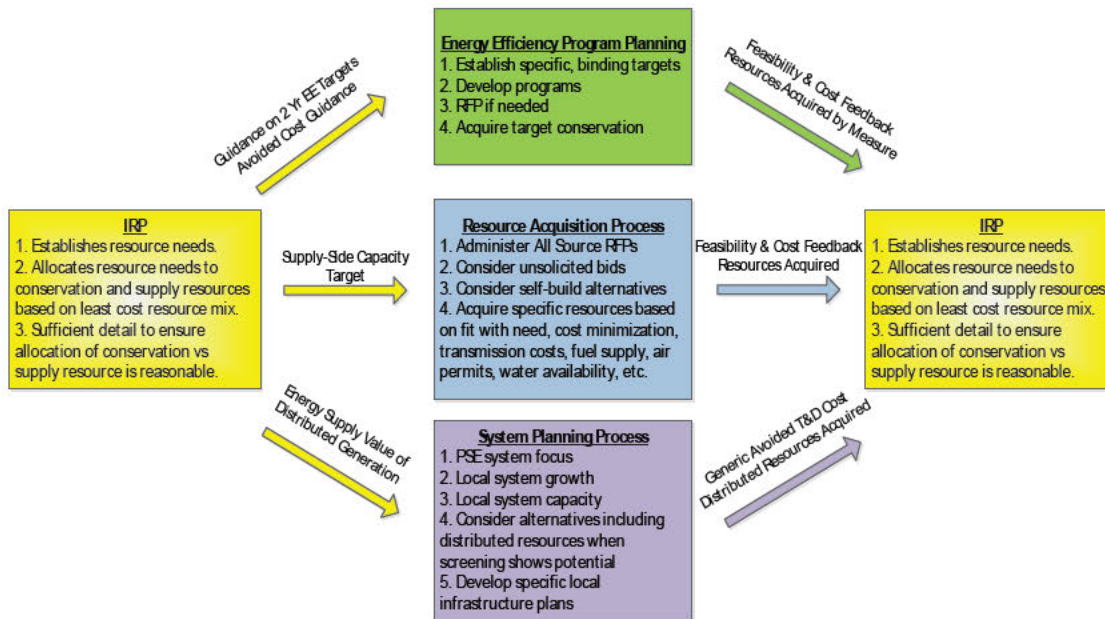 Energy Efficiency Program Planning
1. Establish specific, binding targets
2. Develop programs
3. RFP if needed
4. Acquire target conservation
Guidance on 2 Yr EE Targets
Avoided Cost Guidance
Feasibility & Cost Feedback
Resources Acquired by Measure
IRP
1. Establishes resource needs.
2. Allocates resource needs to
conservation and supply resources
based on least cost resource mix.
3. Sufficient detail to ensure
allocation of conservation vs
supply resource is reasonable.
Supply-Side Capacity
Target
Resource Acquisition Process
1. Administer All Source RFPs
2. Consider unsolicited bids
3. Consider self-build alternatives
4. Acquire specific resources based
on fit with need, cost minimization,
transmission costs, fuel supply, air
permits, water availability, etc.
Feasibility & Cost Feedback
Resources Acquired
IRP
1. Establishes resource needs.
2. Allocates resource needs to
conservation and supply resources
based on least cost resource mix.
3. Sufficient detail to ensure
allocation of conservation vs
supply resource is reasonable.
Energy Supply Value of
Distributed Generation
System Planning Process
1. PSE system focus
2. Local system growth
3. Local system capacity
4. Consider alternatives including
distributed resources when
screening shows potential
5. Develop specific local
infrastructure plans
Generic Avoided T&D Cost
Distributed Resources Acquired